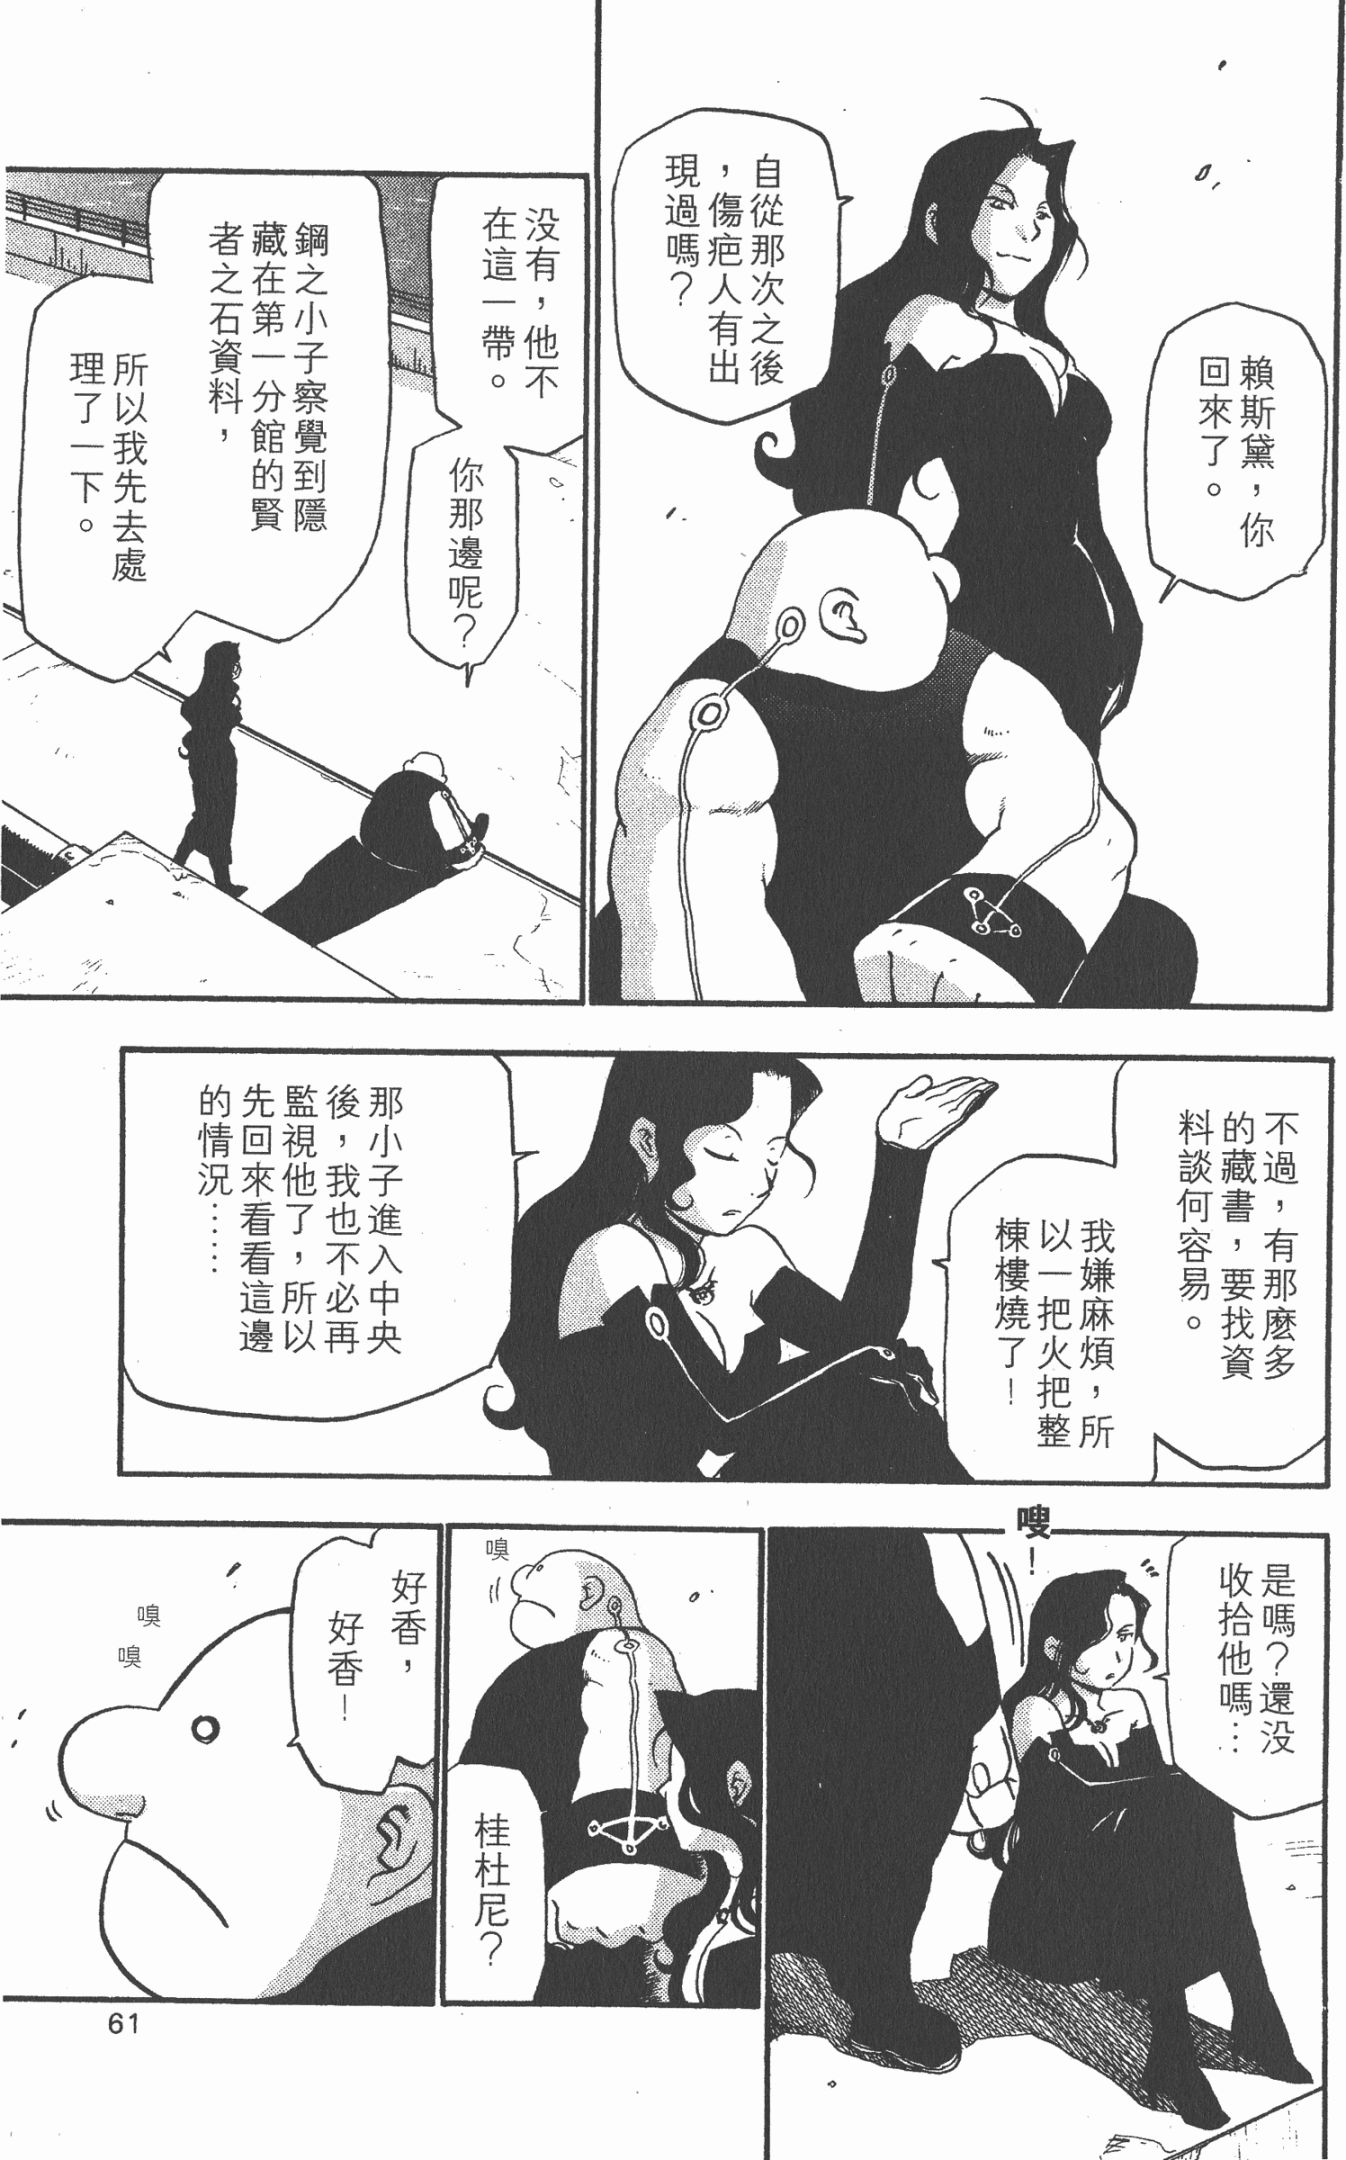 賴斯黛，你
回來了。
自從那次之後
，傷疤人有出
現過嗎？
没有，他不
在這一帶。
你那邊呢？
鋼之小子察覺到隱
藏在第一分館的賢
者之石資料，
所以我先去處
理了一下。
不過，有那麽多
的藏書，要找資
料談何容易。
我嫌麻煩，所
以一把火把整
棟樓燒了！
那小子進入中央
後，我也不必再
監視他了，所以
先回來看看這邊
的情況……
是嗎？還没
收拾他嗎…
嗖！
嗅
桂杜尼？
好香，
好香！
嗅
嗅
61